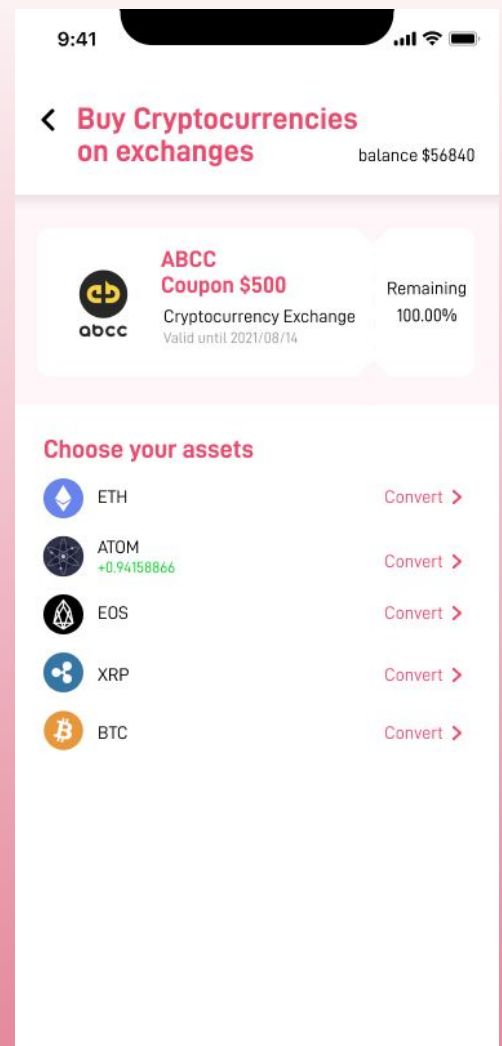 9:41
Buy Cryptocurrencies
on exchanges
balance $56840
ABCC
Coupon $500
Cryptocurrency Exchange
Valid until 2021/08/14
abcc
Remaining
100.00%
Choose your assets
ETH Convert
ATOM
+0.94158866
Convert
EOS Convert
XRP Convert
BTC Convert